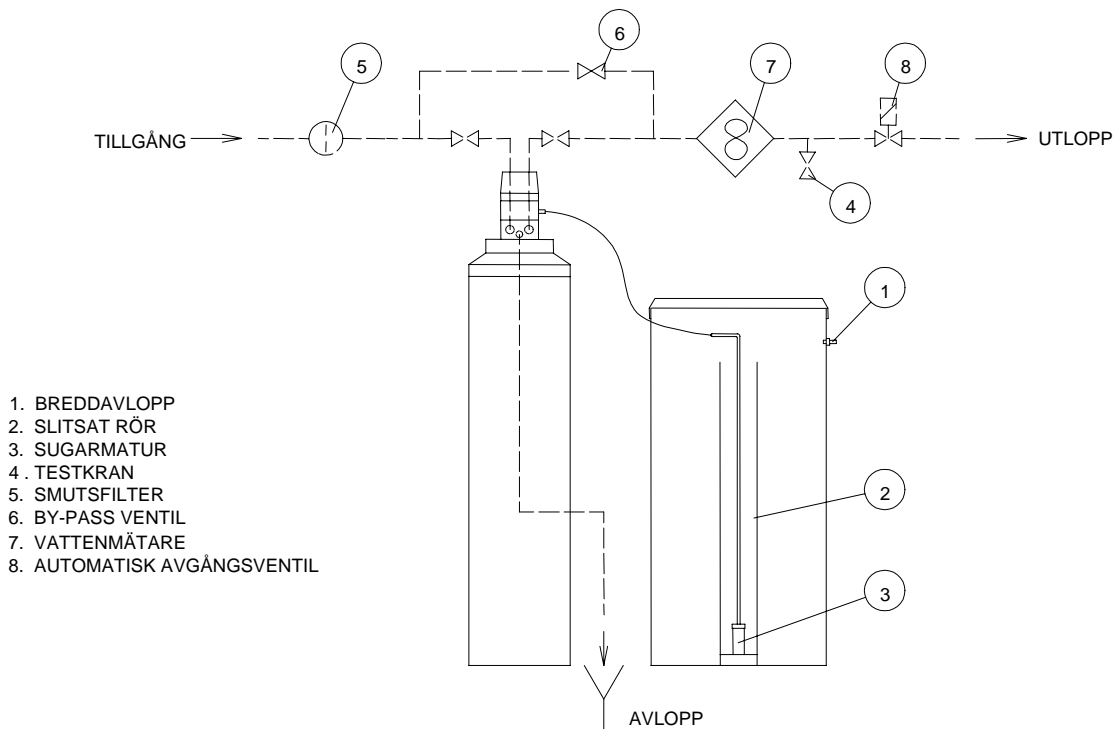 6
5
7
8
TILLGÅNG
UTLOPP
4
1
1. BREDDAVLOPP
2. SLITSAT RÖR
3. SUGARMATUR
4 . TESTKRAN
5. SMUTSFILTER
6. BY-PASS VENTIL
7. VATTENMÄTARE
8. AUTOMATISK AVGÅNGSVENTIL
2
3
AVLOPP